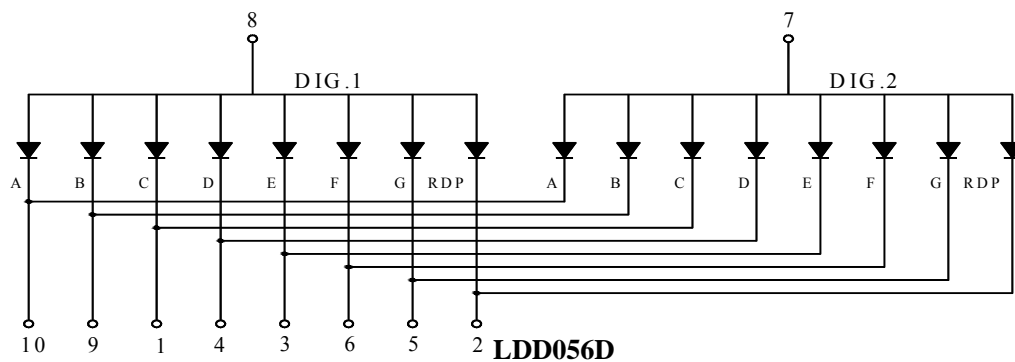 8 7
DIG.1 DIG.2
A B C D E F G RDP A B C D E F G RDP
10 9 1 4 3 6 5 2 LDD056D